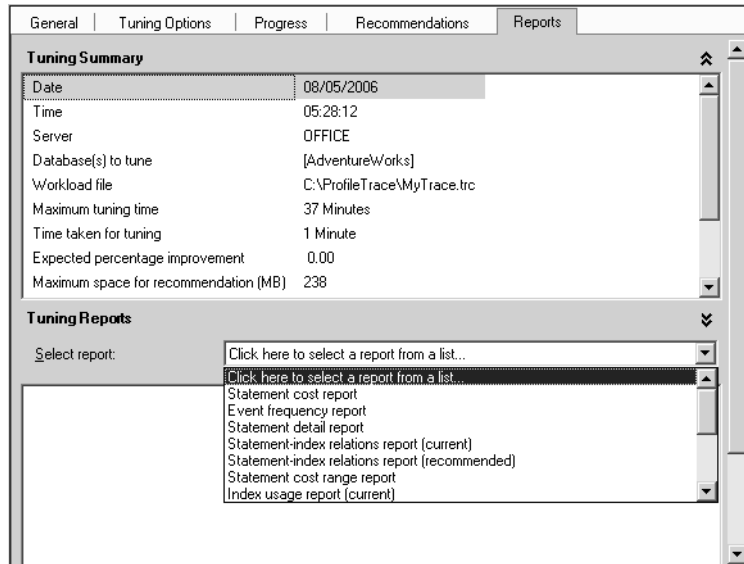 General | Tuning Options | Progress | Recommendations | Reports
Tuning Summary
Date 08/05/2006
Time 05:28:12
Server OFFICE
Database(s) to tune [AdventureWorks]
Workload file C:\ProfileTrace\MyTrace.trc
Maximum tuning time 37 Minutes
Time taken for tuning 1 Minute
Expected percentage improvement 0.00
Maximum space for recommendation (MB) 238
Tuning Reports
Select report: Click here to select a report from a list...
Click here to select a report from a list...
Statement cost report
Event frequency report
Statement detail report
Statement-index relations report (current)
Statement-index relations report (recommended)
Statement cost range report
Index usage report (current)